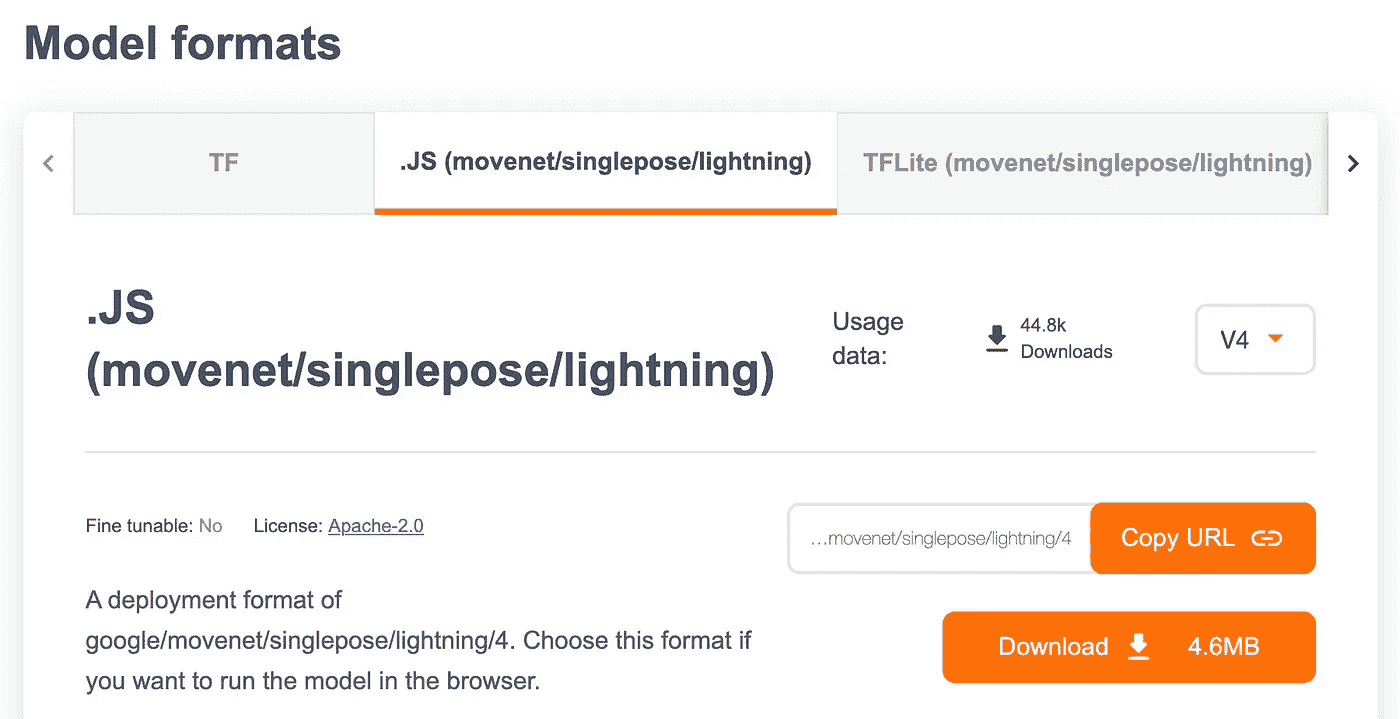 Model formats
TF
.JS (movenet/singlepose/lightning)
TFLite (movenet/singlepose/lightning)
.JS
(movenet/singlepose/lightning)
Usage
data:
44.8k
Downloads
V4
Fine tunable: No License: Apache-2.0
...movenet/singlepose/lightning/4
Copy URL
A deployment format of
google/movenet/singlepose/lightning/4. Choose this format if
you want to run the model in the browser.
Download 4.6MB